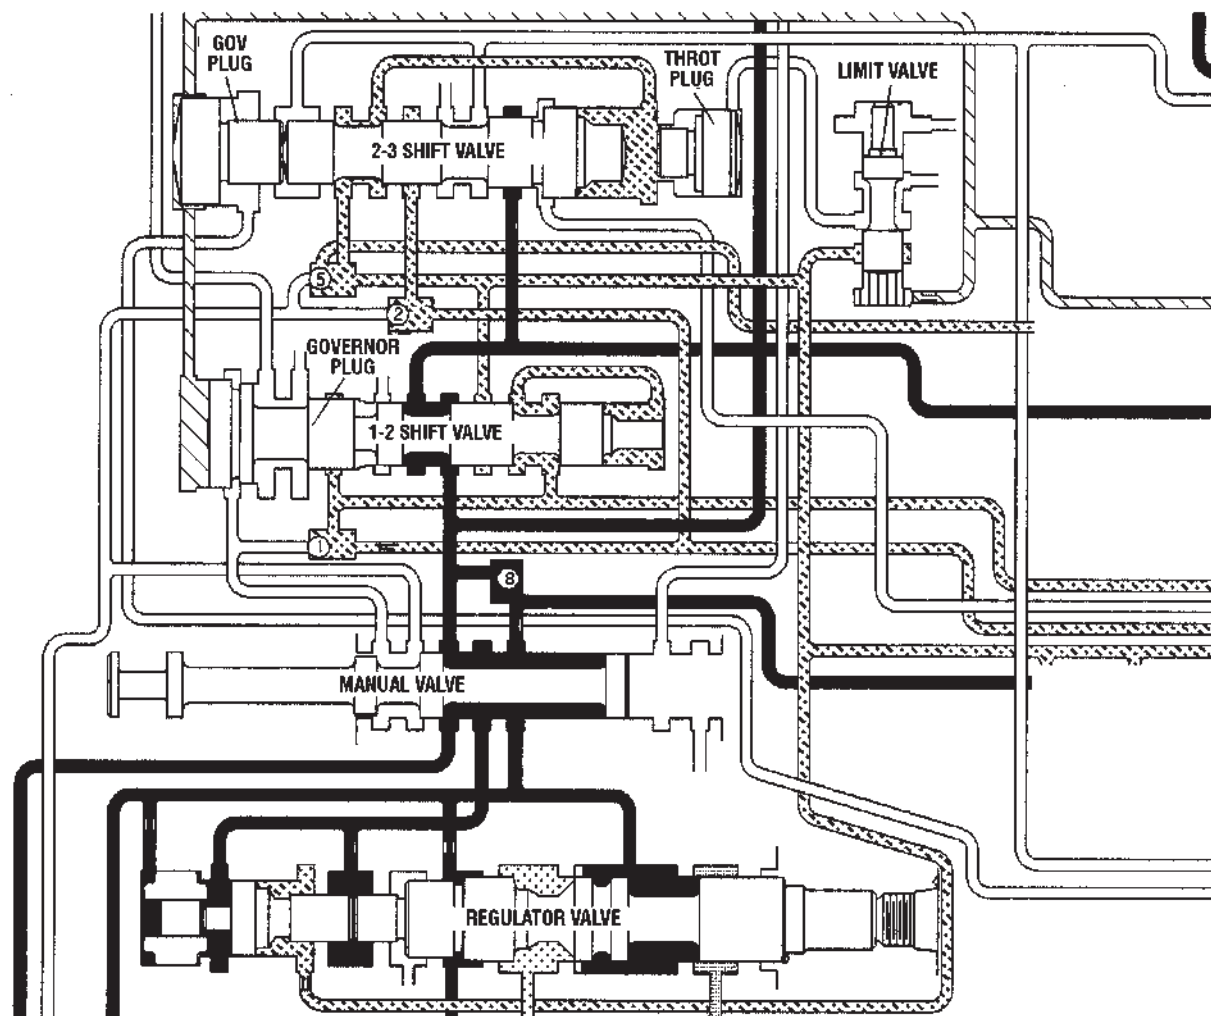 GOV
PLUG
THROT
PLUG
LIMIT VALVE
2-3 SHIFT VALVE
5
2
GOVERNOR
PLUG
1-2 SHIFT VALVE
1
8
MANUAL VALVE
REGULATOR VALVE